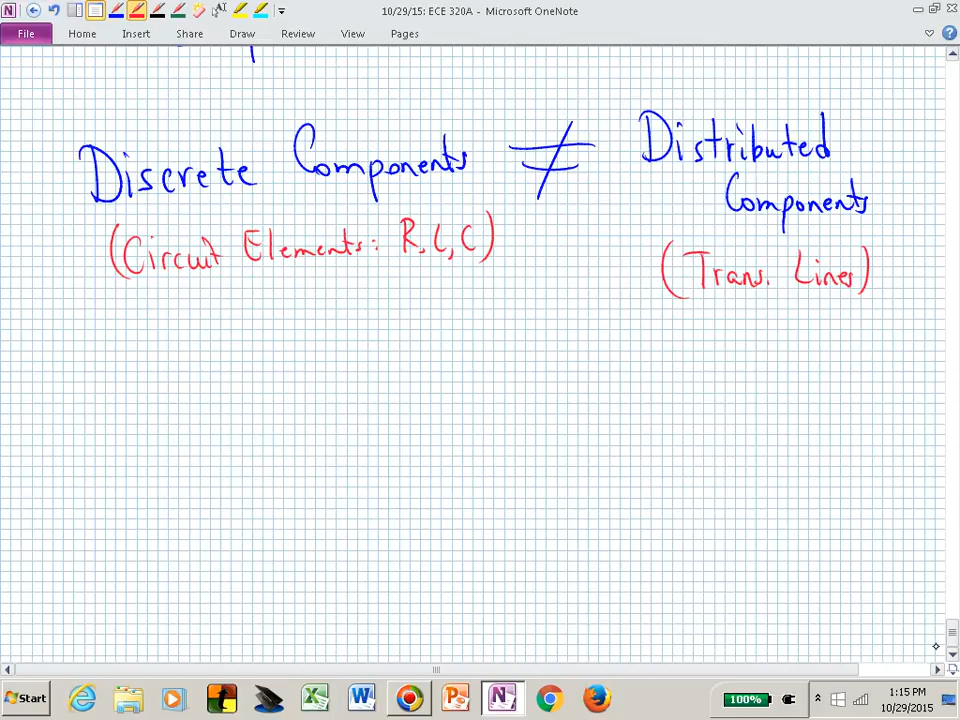 10/29/15: ECE 320A - Microsoft OneNote
File Home Insert Share Draw Review View Pages
Discrete Components ≠ Distributed
Components
(Circuit Elements: R, L, C)
(Trans. Lines)
Start
100%
1:15 PM
10/29/2015